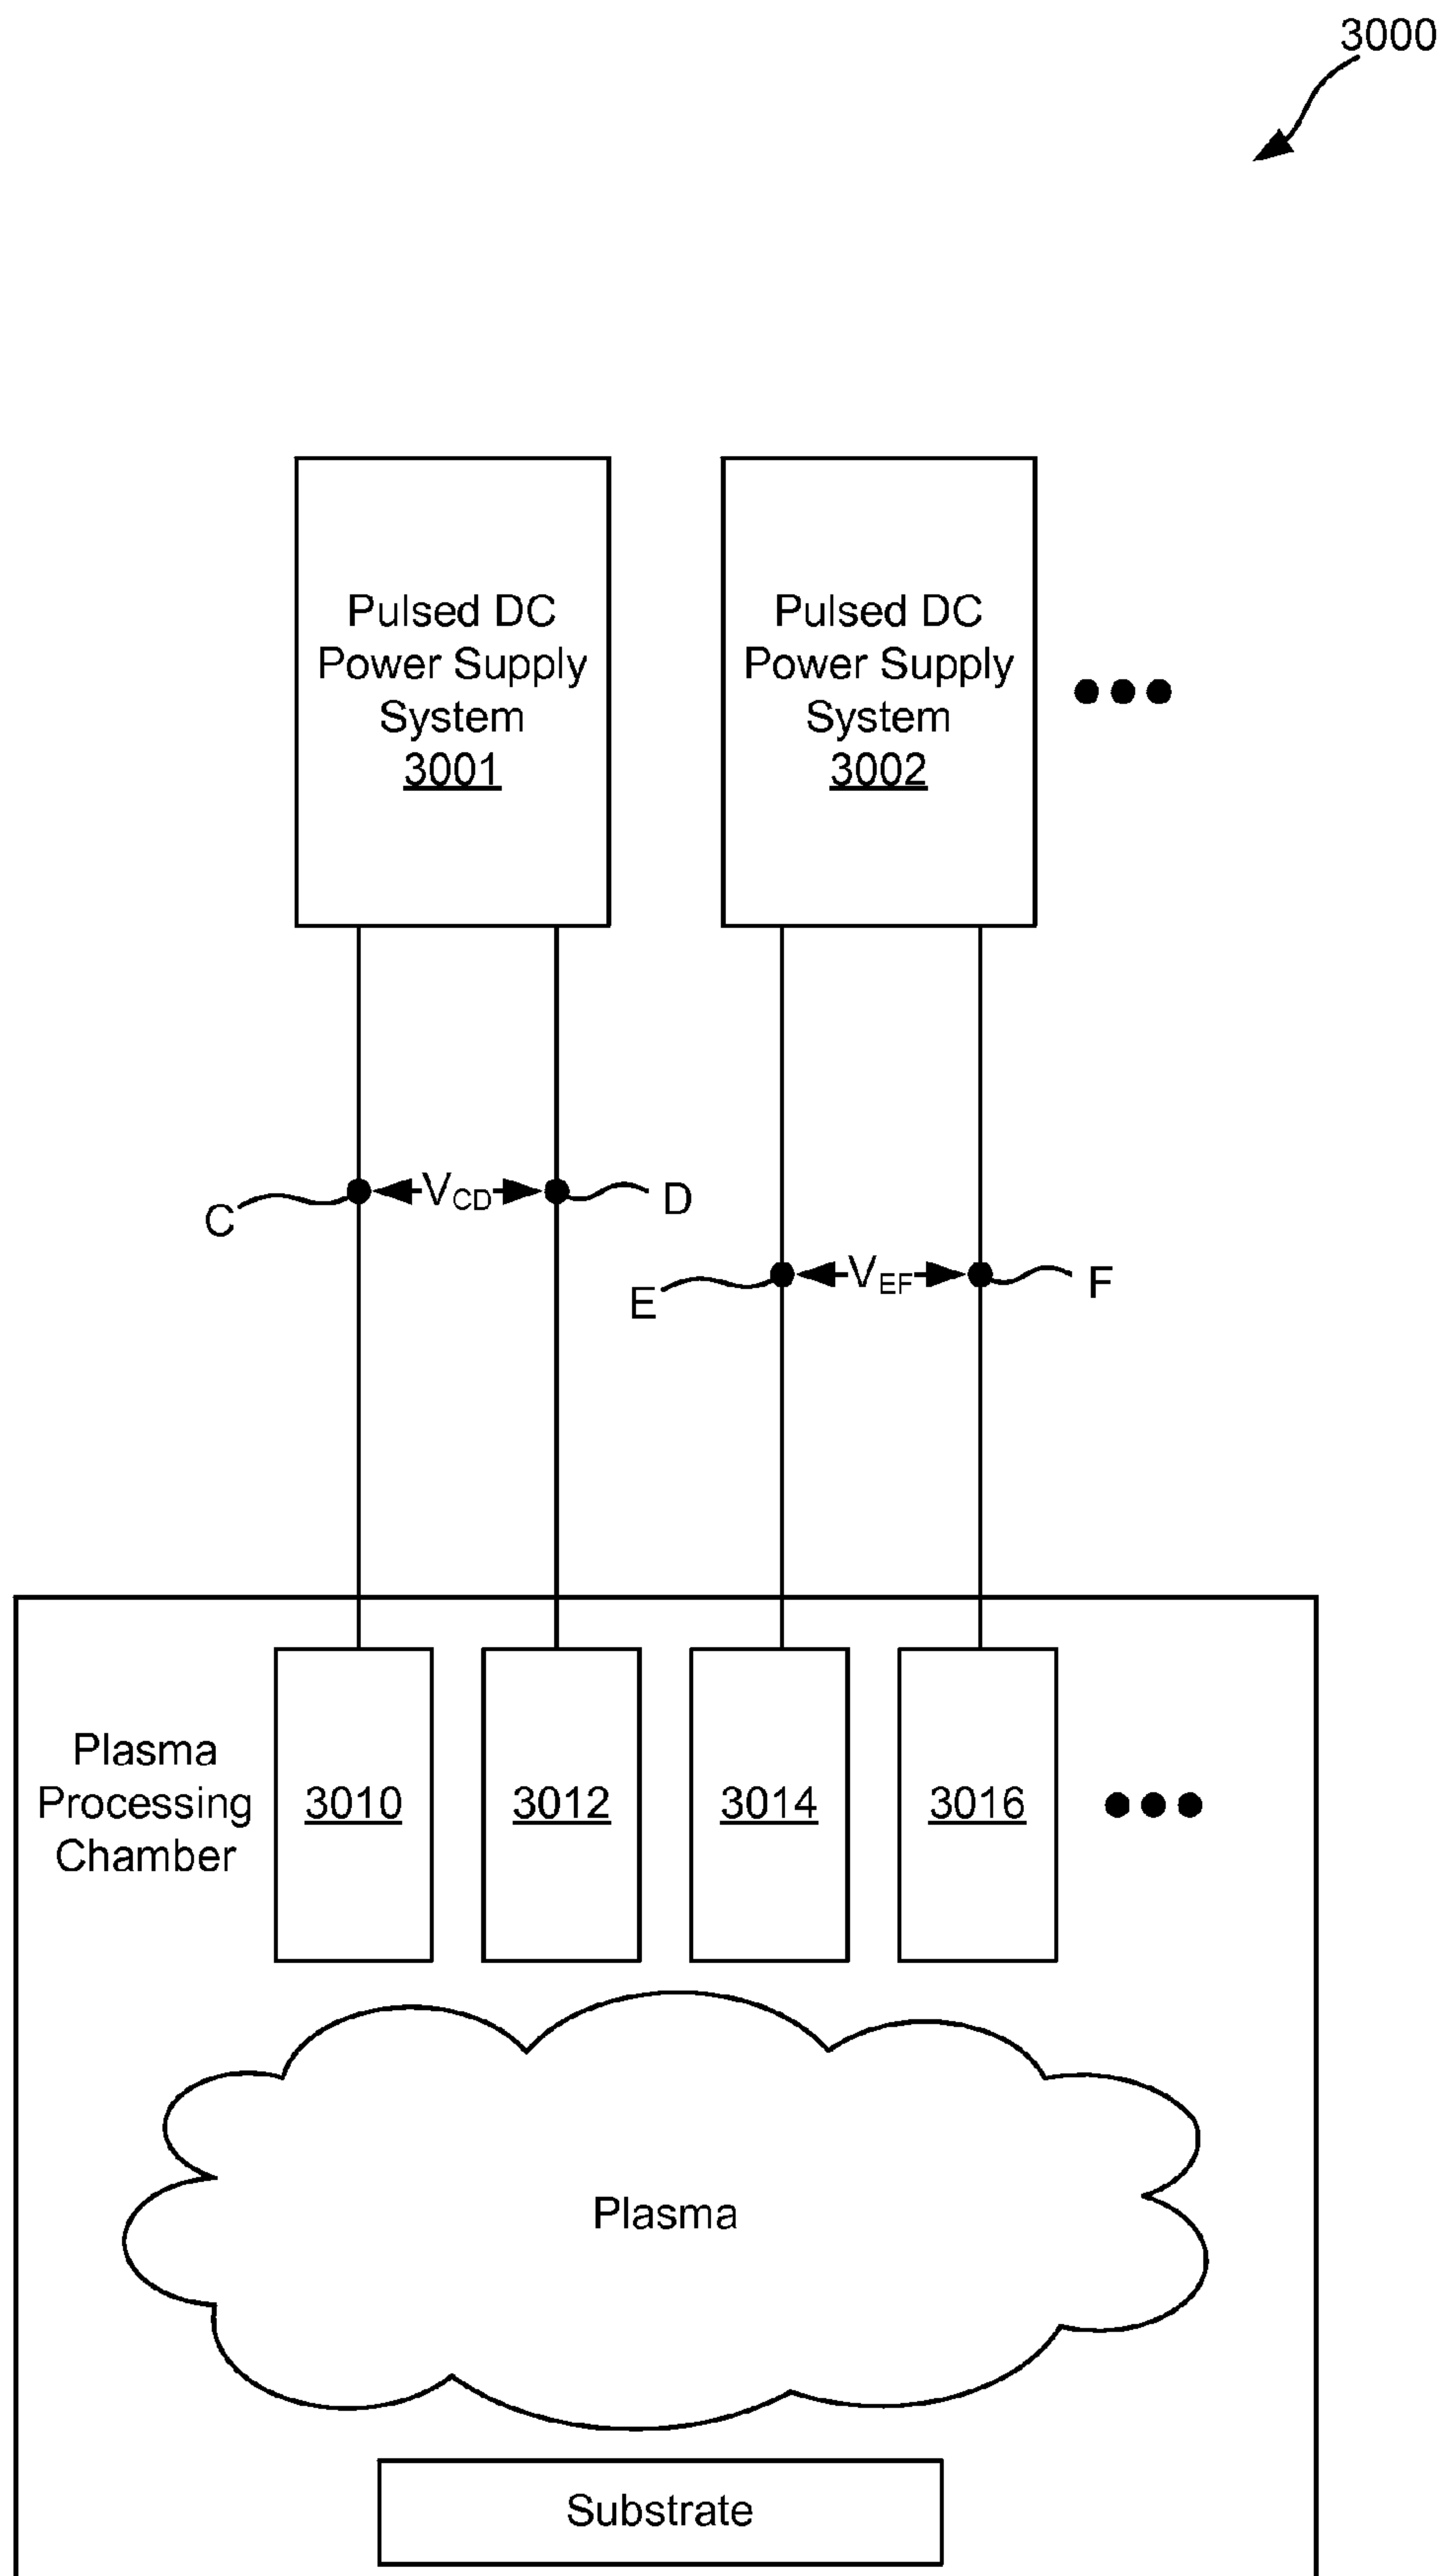 3000
Pulsed DC
Power Supply
System
3001
Pulsed DC
Power Supply
System
3002
C
VCD
D
E
VEF
F
Plasma
Processing
Chamber
3010
3012
3014
3016
Plasma
Substrate